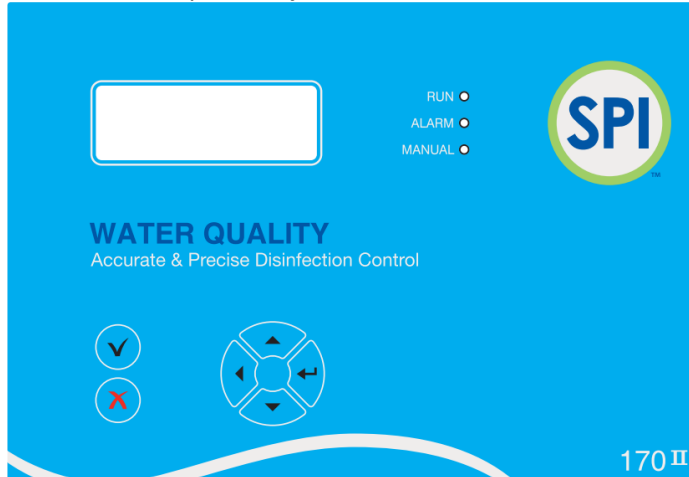 RUN
ALARM
MANUAL
SPI
TM
WATER QUALITY
Accurate & Precise Disinfection Control
170 II